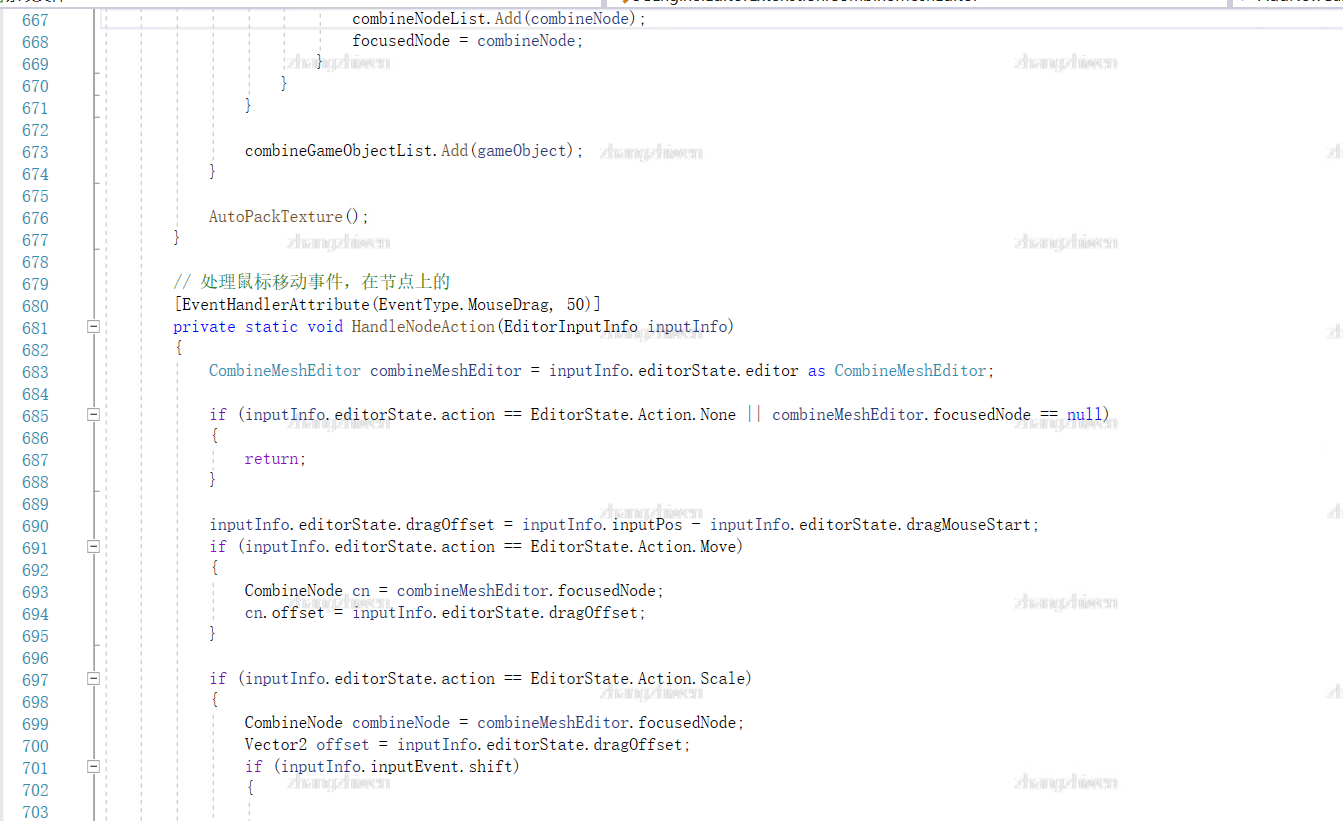 667 combineNodeList.Add(combineNode);
668 focusedNode = combineNode;
669 }
670 }
671 }
672
673 combineGameObjectList.Add(gameObject);
674 }
675
676 AutoPackTexture();
677 }
678
679 // 处理鼠标移动事件，在节点上的
680 [EventHandlerAttribute(EventType.MouseDrag, 50)]
681 private static void HandleNodeAction(EditorInputInfo inputInfo)
682 {
683 CombineMeshEditor combineMeshEditor = inputInfo.editorState.editor as CombineMeshEditor;
684
685 if (inputInfo.editorState.action == EditorState.Action.None || combineMeshEditor.focusedNode == null)
686 {
687 return;
688 }
689
690 inputInfo.editorState.dragOffset = inputInfo.inputPos - inputInfo.editorState.dragMouseStart;
691 if (inputInfo.editorState.action == EditorState.Action.Move)
692 {
693 CombineNode cn = combineMeshEditor.focusedNode;
694 cn.offset = inputInfo.editorState.dragOffset;
695 }
696
697 if (inputInfo.editorState.action == EditorState.Action.Scale)
698 {
699 CombineNode combineNode = combineMeshEditor.focusedNode;
700 Vector2 offset = inputInfo.editorState.dragOffset;
701 if (inputInfo.inputEvent.shift)
702 {
703